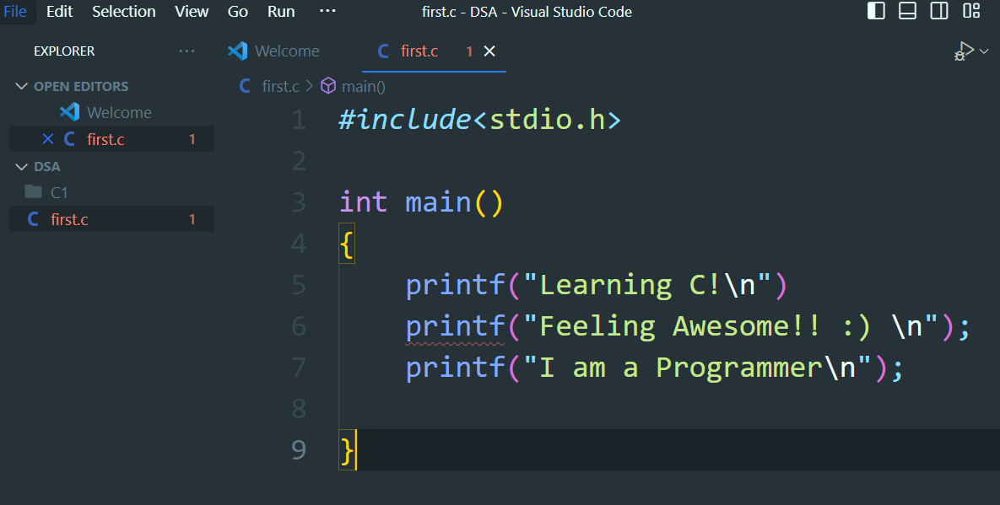 File Edit Selection View Go Run ··· first.c - DSA - Visual Studio Code
EXPLORER ···
Welcome
C first.c 1 ×
OPEN EDITORS
C first.c > main()
Welcome
× C first.c 1
DSA
C1
C first.c 1
1 #include<stdio.h>
2
3 int main()
4 {
5     printf("Learning C!\n")
6     printf("Feeling Awesome!! :) \n");
7     printf("I am a Programmer\n");
8
9 }